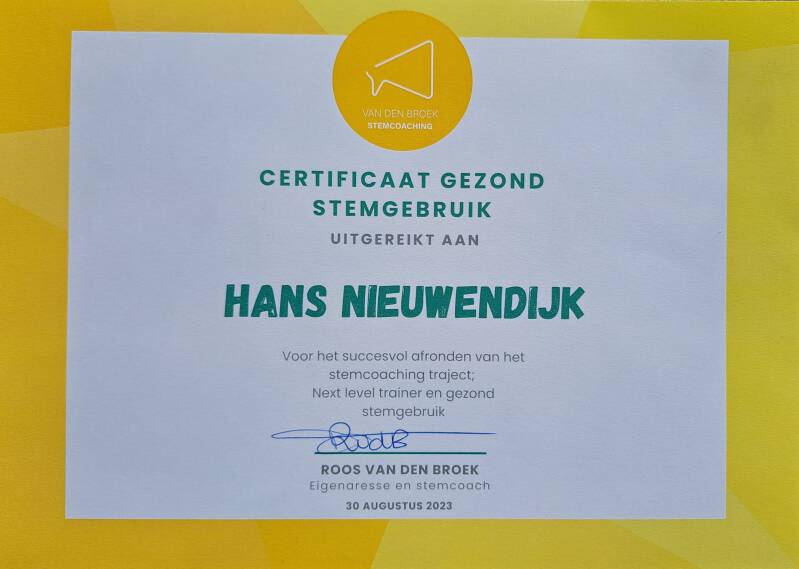 VAN DEN BROEK
STEMCOACHING
CERTIFICAAT GEZOND
STEMGEBRUIK
UITGEREIKT AAN
HANS NIEUWENDIJK
Voor het succesvol afronden van het
stemcoaching traject;
Next level trainer en gezond
stemgebruik
RvdB
ROOS VAN DEN BROEK
Eigenaresse en stemcoach
30 AUGUSTUS 2023